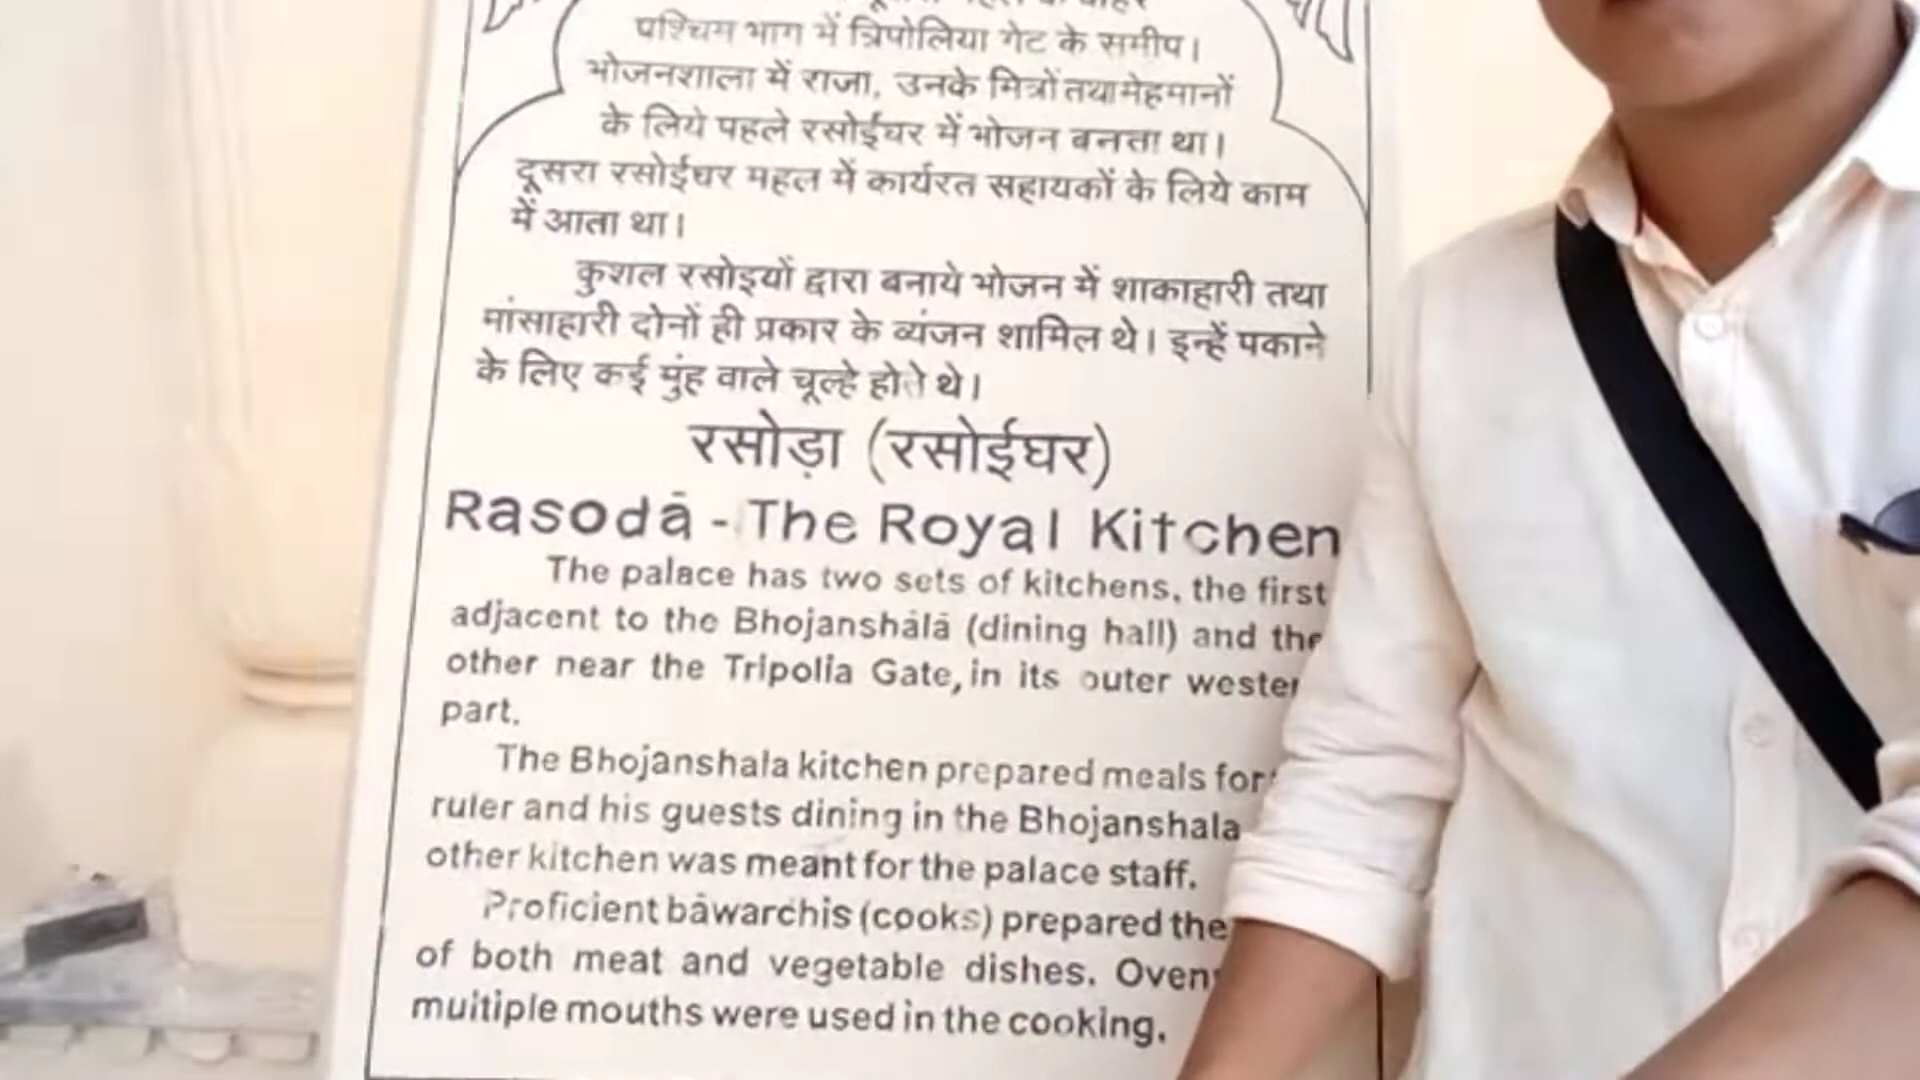 पश्चिम भाग में त्रिपोलिया गेट के समीप।
भोजनशाला में राजा, उनके मित्रों तथा मेहमानों
के लिये पहले रसोईघर में भोजन बनता था।
दूसरा रसोईघर महल में कार्यरत सहायकों के लिये काम
में आता था।
कुशल रसोइयों द्वारा बनाये भोजन में शाकाहारी तथा
मांसाहारी दोनों ही प्रकार के व्यंजन शामिल थे। इन्हें पकाने
के लिए कई मुंह वाले चूल्हे होते थे।
रसोड़ा (रसोईघर)
Rasodā - The Royal Kitchen
The palace has two sets of kitchens, the first
adjacent to the Bhojanshālā (dining hall) and the
other near the Tripolia Gate, in its outer wester
part.
The Bhojanshala kitchen prepared meals for
ruler and his guests dining in the Bhojanshala
other kitchen was meant for the palace staff.
Proficient bāwarchis (cooks) prepared the
of both meat and vegetable dishes. Oven
multiple mouths were used in the cooking.